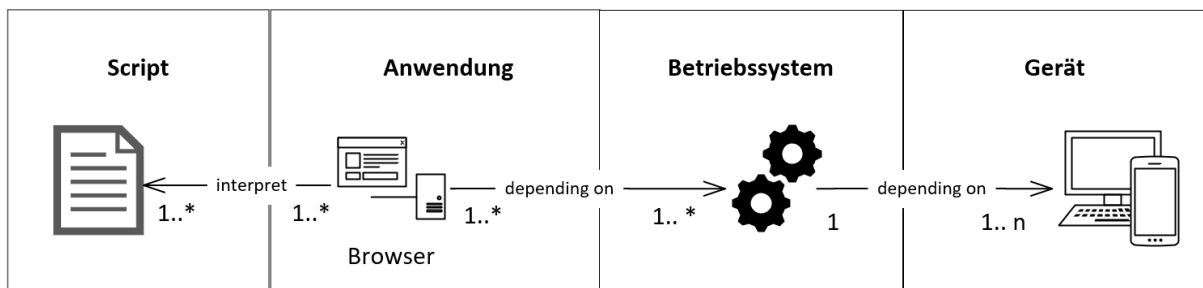 Script
Anwendung
Betriebssystem
Gerät
interpret
depending on
depending on
1..*
1..*
1..*
1.. *
1
1.. n
Browser